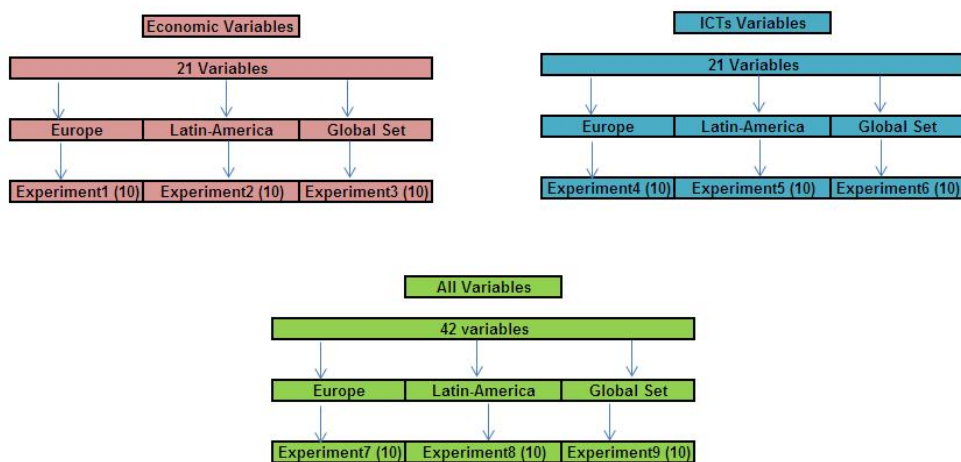 Economic Variables
21 Variables
Europe Latin-America Global Set
Experiment1 (10) Experiment2 (10) Experiment3 (10)
ICTs Variables
21 Variables
Europe Latin-America Global Set
Experiment4 (10) Experiment5 (10) Experiment6 (10)
All Variables
42 variables
Europe Latin-America Global Set
Experiment7 (10) Experiment8 (10) Experiment9 (10)